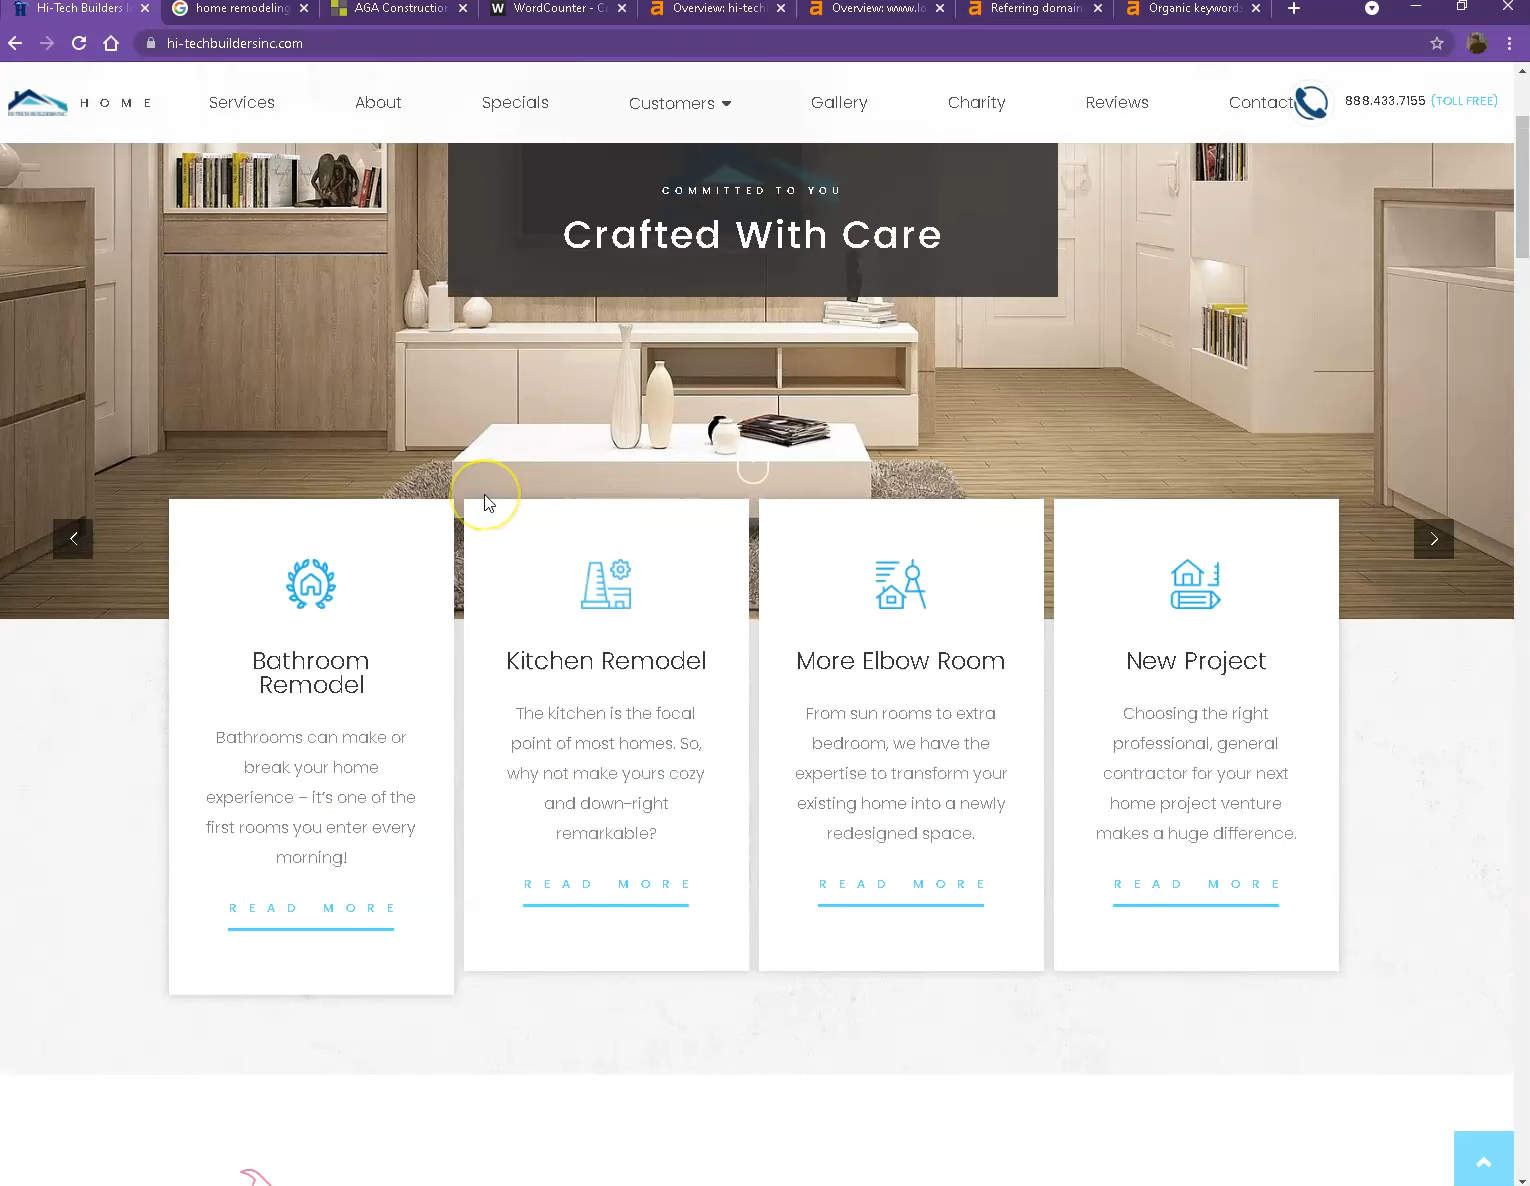 Hi-Tech Builders I
home remodeling
AGA Construction
WordCounter - C
Overview: hi-tech
Overview: www.lo
Referring domain
Organic keywords
hi-techbuildersinc.com
HOME
Services
About
Specials
Customers
Gallery
Charity
Reviews
Contact
888.433.7155 (TOLL FREE)
COMMITTED TO YOU
Crafted With Care
Bathroom
Remodel
Bathrooms can make or
break your home
experience – it's one of the
first rooms you enter every
morning!
READ MORE
Kitchen Remodel
The kitchen is the focal
point of most homes. So,
why not make yours cozy
and down-right
remarkable?
READ MORE
More Elbow Room
From sun rooms to extra
bedroom, we have the
expertise to transform your
existing home into a newly
redesigned space.
READ MORE
New Project
Choosing the right
professional, general
contractor for your next
home project venture
makes a huge difference.
READ MORE